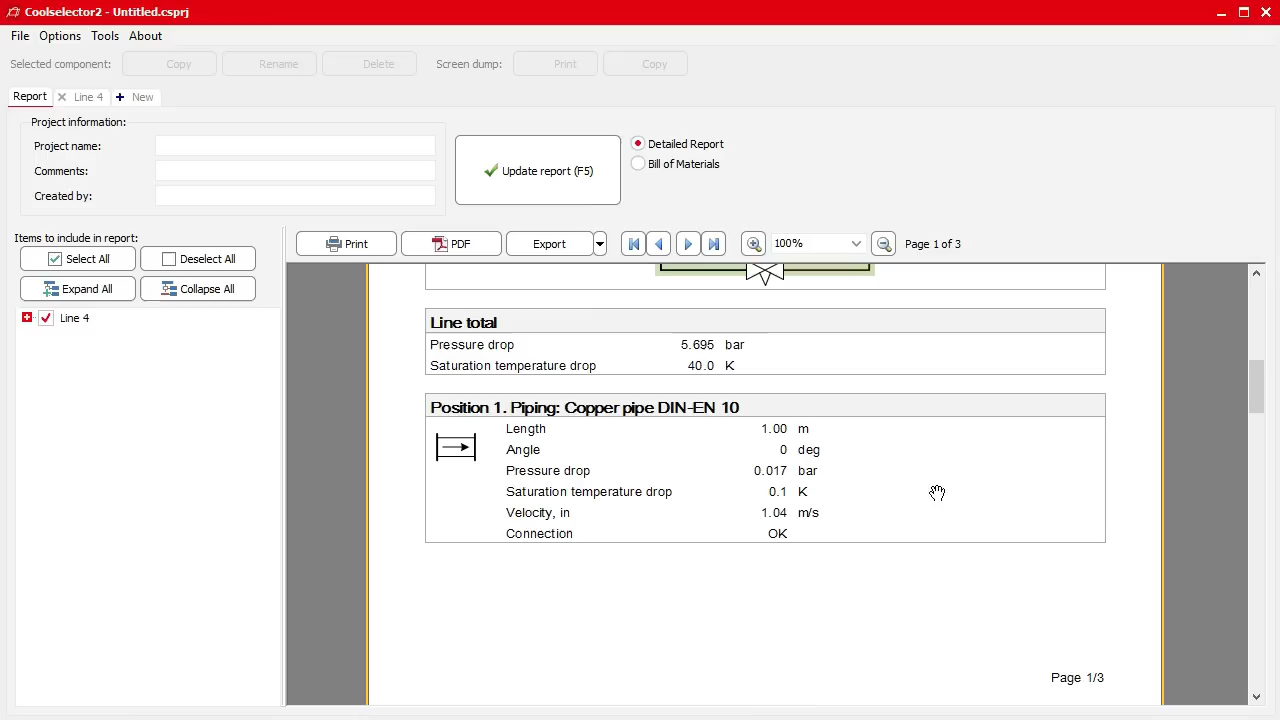 Coolselector2 - Untitled.csprj
File Options Tools About
Selected component: Copy Rename Delete Screen dump: Print Copy
Report Line 4 New
Project information:
Project name:
Comments:
Created by:
Update report (F5)
Detailed Report
Bill of Materials
Items to include in report:
Select All Deselect All
Expand All Collapse All
Line 4
Print PDF Export 100% Page 1 of 3
Line total
Pressure drop 5.695 bar
Saturation temperature drop 40.0 K
Position 1. Piping: Copper pipe DIN-EN 10
Length 1.00 m
Angle 0 deg
Pressure drop 0.017 bar
Saturation temperature drop 0.1 K
Velocity, in 1.04 m/s
Connection OK
Page 1/3